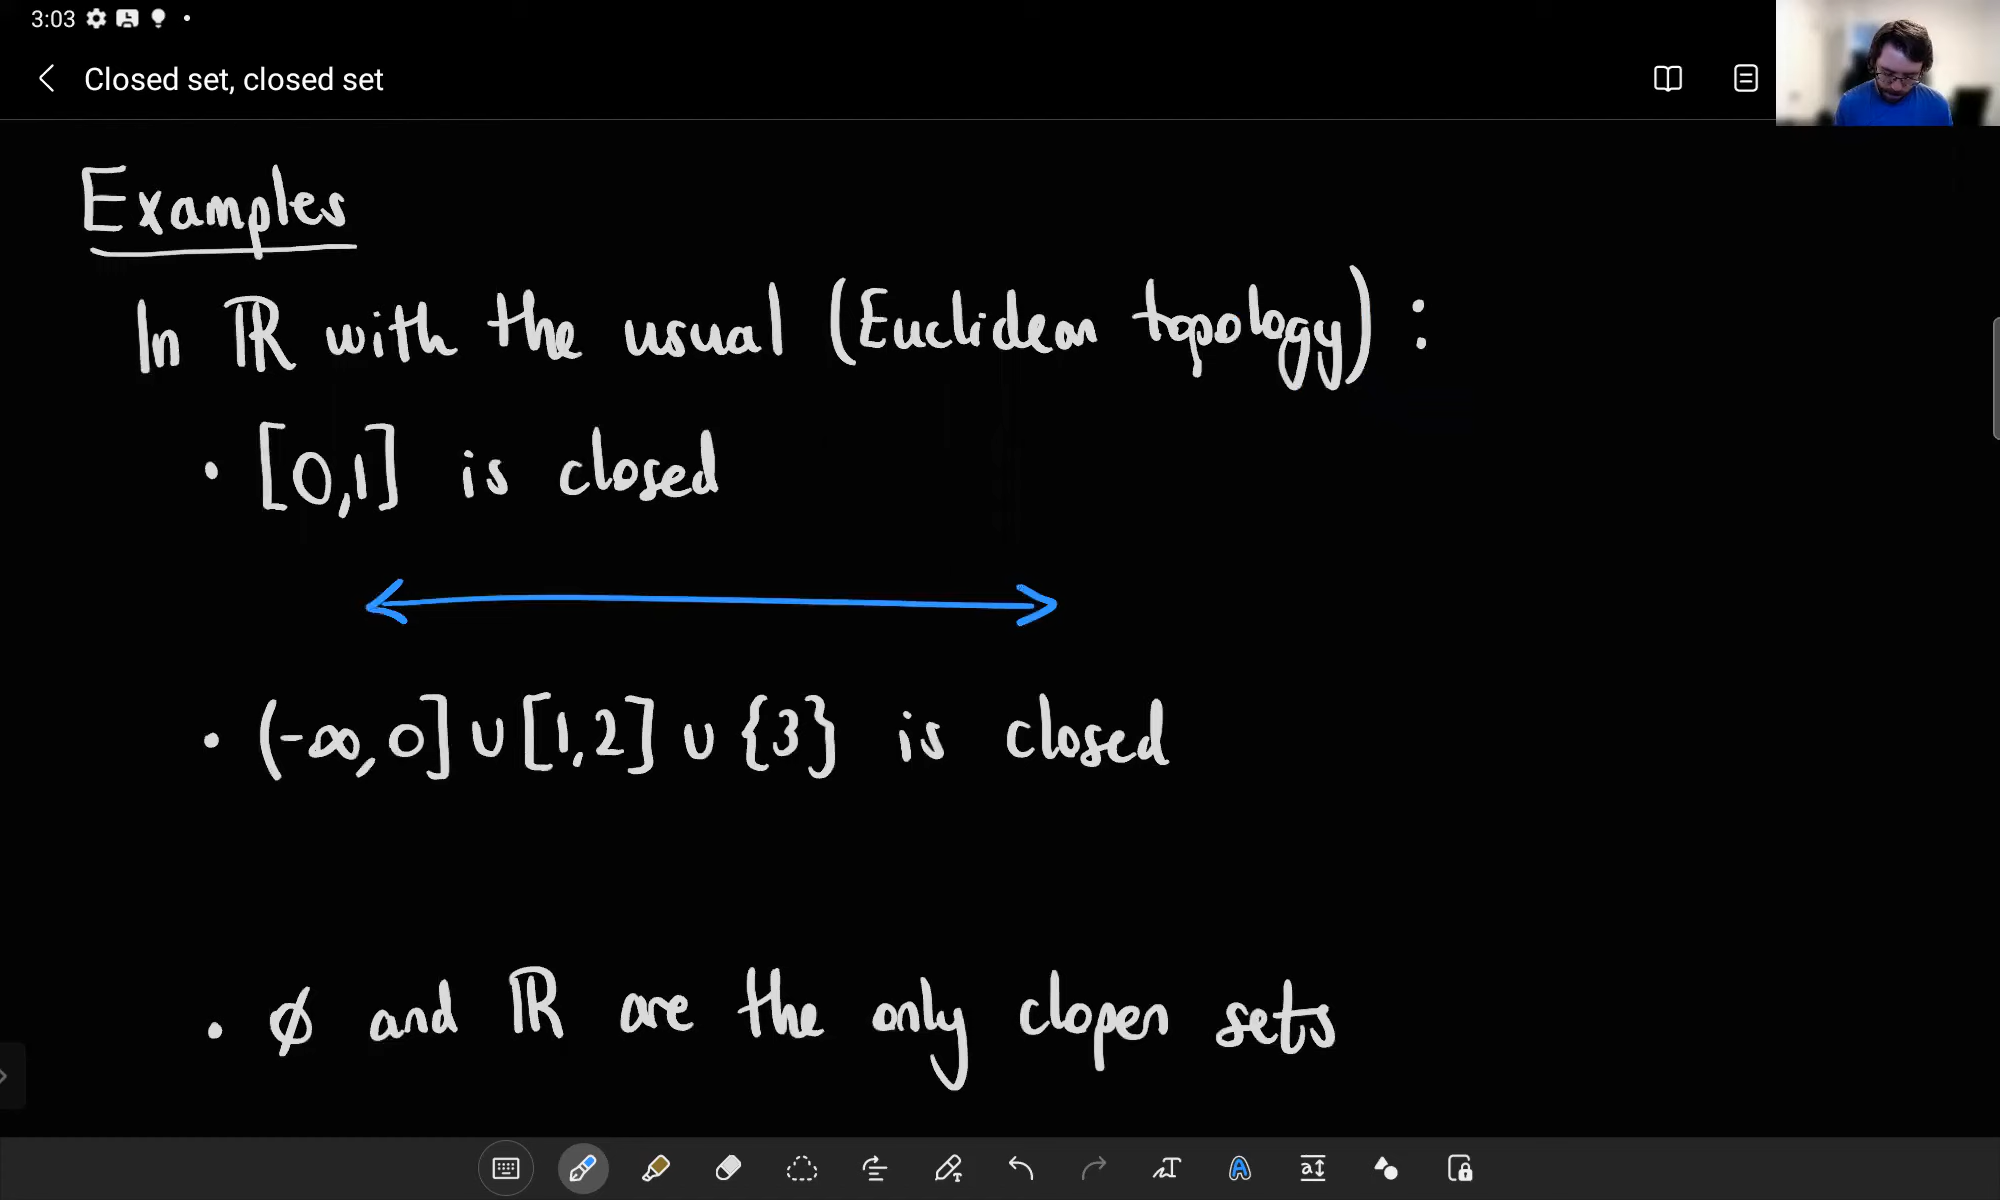 3:03
Closed set, closed set
Examples
In ℝ with the usual (Euclidean topology) :
• [0,1] is closed
• (-∞, 0] ∪ [1,2] ∪ {3} is closed
• ∅ and ℝ are the only clopen sets